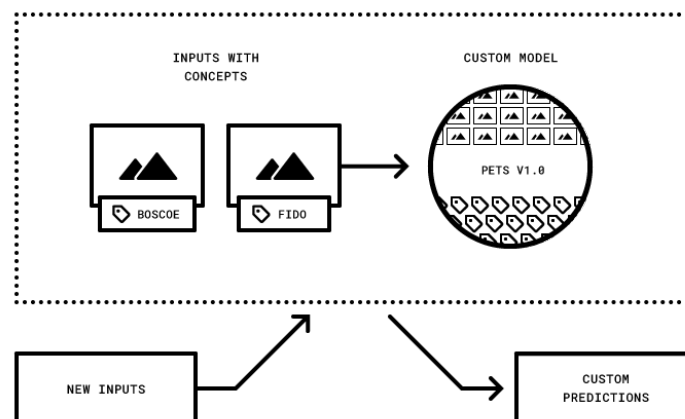 INPUTS WITH
CONCEPTS
CUSTOM MODEL
PETS V1.0
BOSCOE
FIDO
NEW INPUTS
CUSTOM
PREDICTIONS